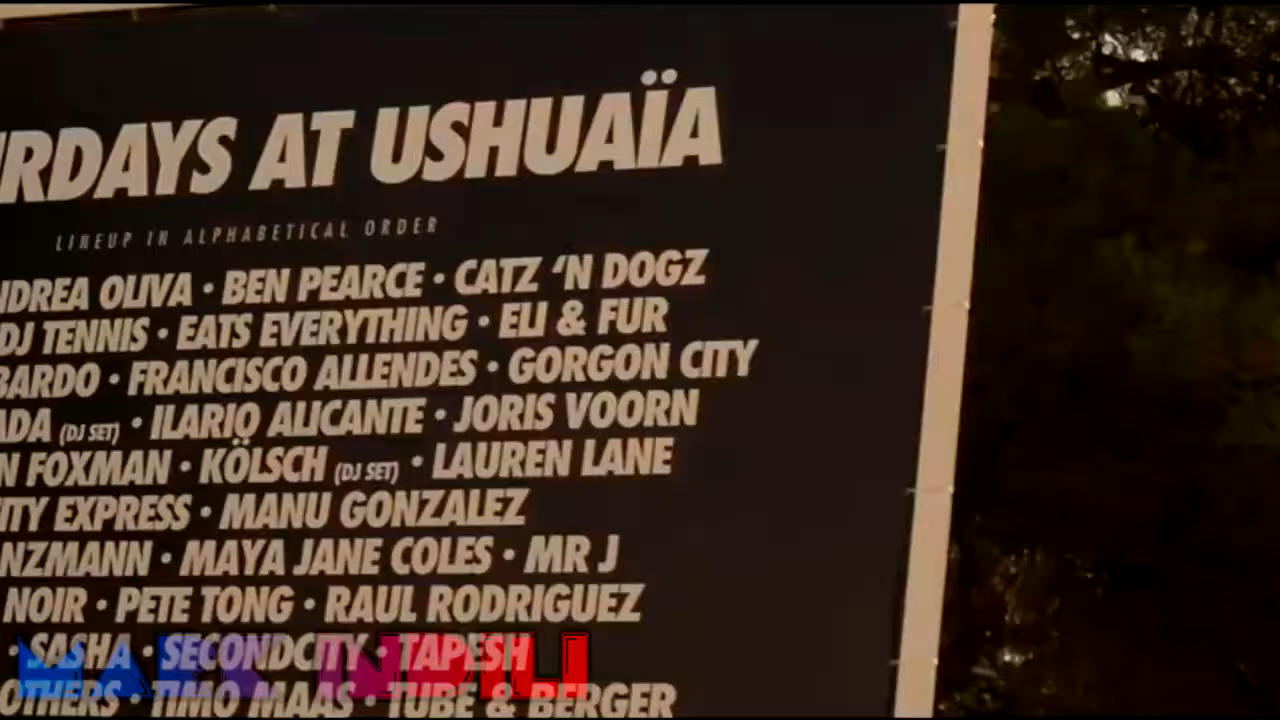 RDAYS AT USHUAÏA
LINEUP IN ALPHABETICAL ORDER
NDREA OLIVA • BEN PEARCE • CATZ ‘N DOGZ
DJ TENNIS • EATS EVERYTHING • ELI & FUR
BARDO • FRANCISCO ALLENDES • GORGON CITY
ADA (DJ SET) • ILARIO ALICANTE • JORIS VOORN
N FOXMAN • KÖLSCH (DJ SET) • LAUREN LANE
ITY EXPRESS • MANU GONZALEZ
NZMANN • MAYA JANE COLES • MR J
NOIR • PETE TONG • RAUL RODRIGUEZ
• SASHA • SECONDCITY • TAPESH
OTHERS • TIMO MAAS • TUBE & BERGER